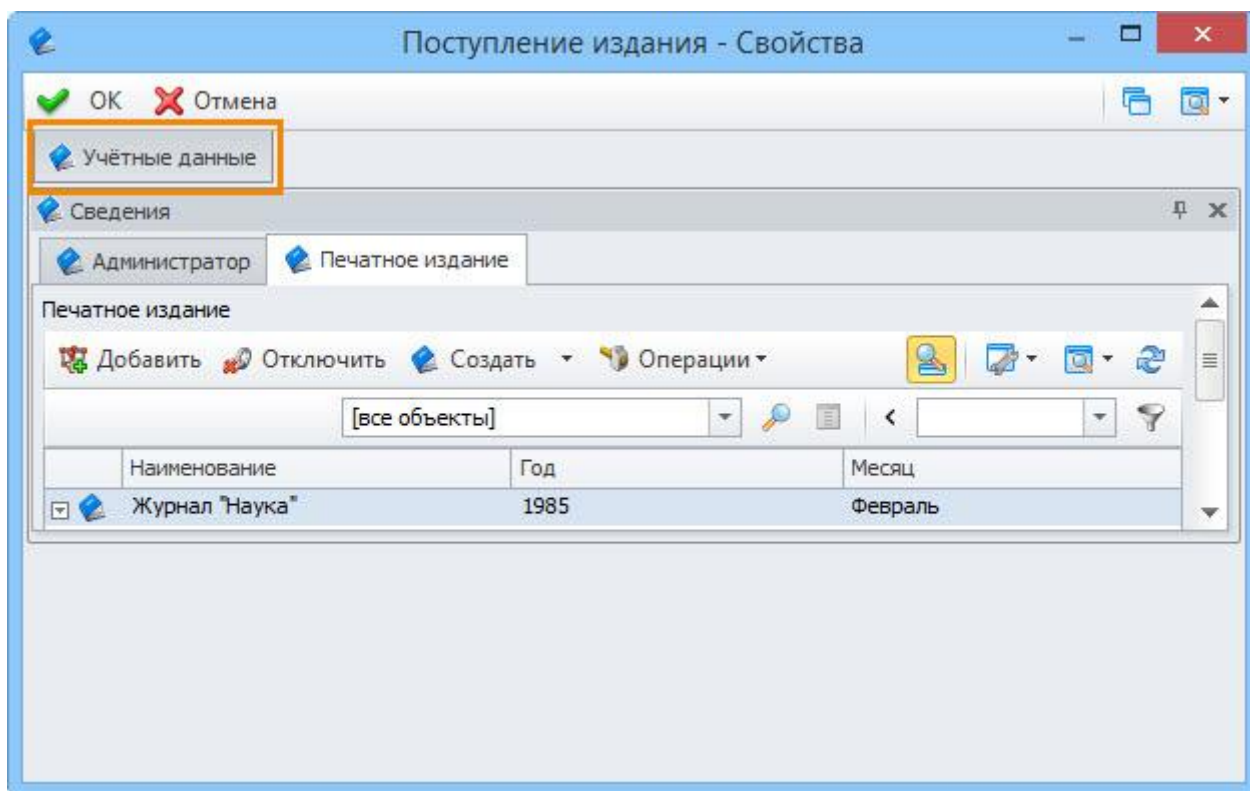 Поступление издания - Свойства
ОК Отмена
Учётные данные
Сведения
Администратор Печатное издание
Печатное издание
Добавить Отключить Создать Операции
[все объекты]
Наименование Год Месяц
Журнал "Наука" 1985 Февраль